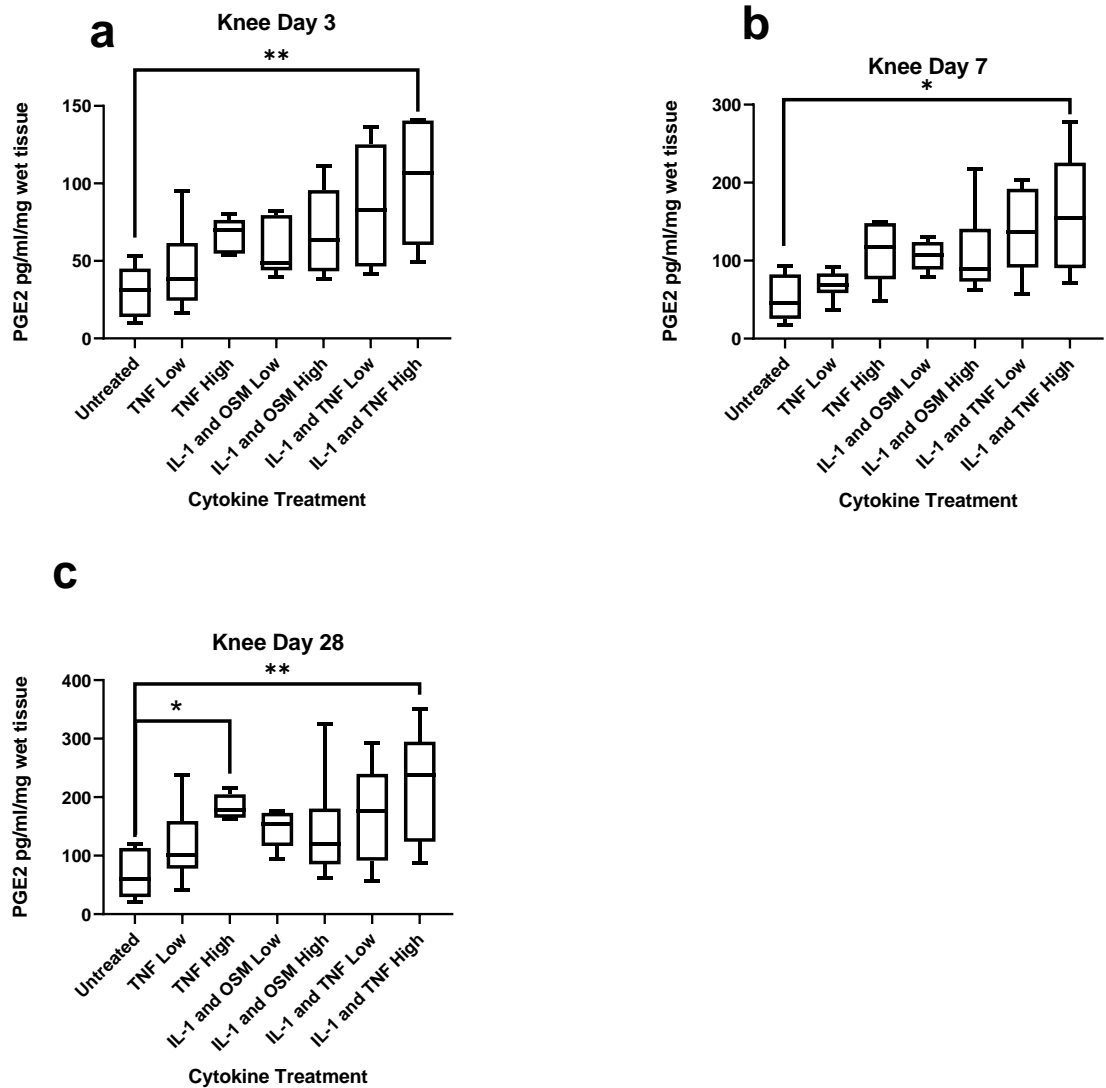 a
Knee Day 3
**
PGE2 pg/ml/mg wet tissue
150
100
50
0
Untreated
TNF Low
TNF High
IL-1 and OSM Low
IL-1 and OSM High
IL-1 and TNF Low
IL-1 and TNF High
Cytokine Treatment
b
Knee Day 7
*
PGE2 pg/ml/mg wet tissue
300
200
100
0
Untreated
TNF Low
TNF High
IL-1 and OSM Low
IL-1 and OSM High
IL-1 and TNF Low
IL-1 and TNF High
Cytokine Treatment
c
Knee Day 28
**
*
PGE2 pg/ml/mg wet tissue
400
300
200
100
0
Untreated
TNF Low
TNF High
IL-1 and OSM Low
IL-1 and OSM High
IL-1 and TNF Low
IL-1 and TNF High
Cytokine Treatment